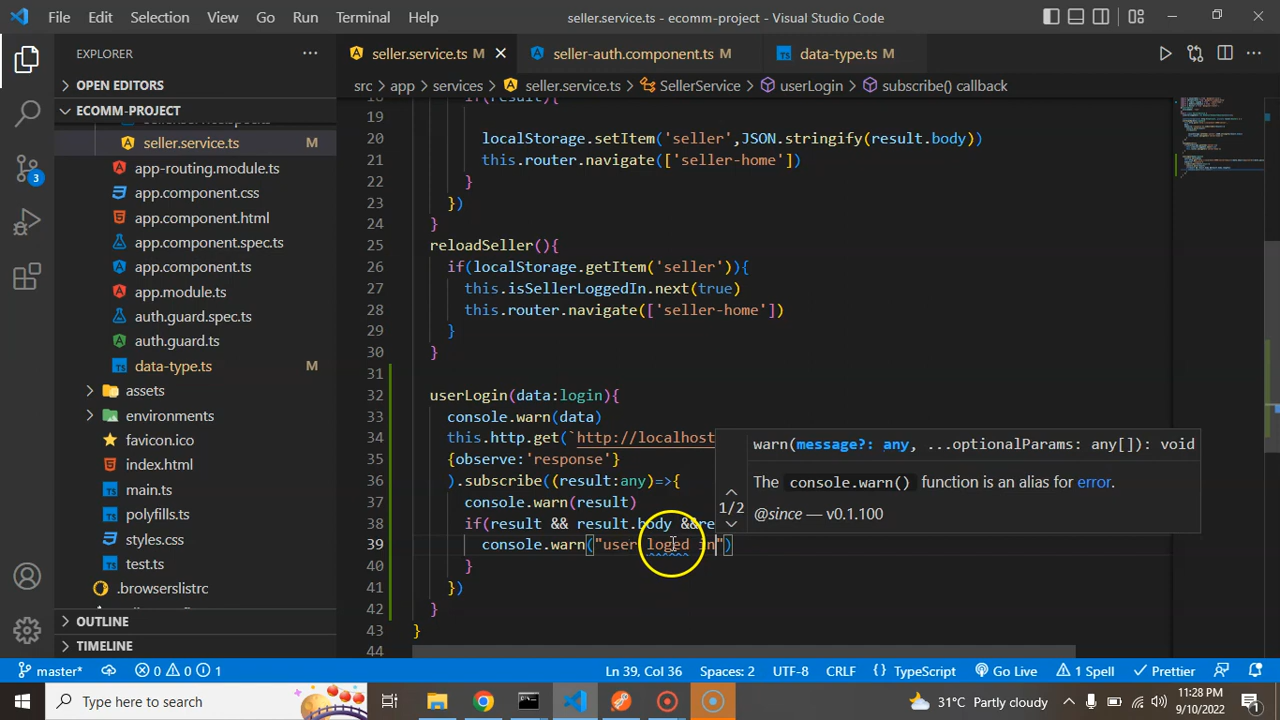 File Edit Selection View Go Run Terminal Help seller.service.ts - ecomm-project - Visual Studio Code
EXPLORER
seller.service.ts M
seller-auth.component.ts M
data-type.ts M
OPEN EDITORS
src > app > services > seller.service.ts > SellerService > userLogin > subscribe() callback
ECOMM-PROJECT
seller.service.ts M
app-routing.module.ts
app.component.css
app.component.html
app.component.spec.ts
app.component.ts
app.module.ts
auth.guard.spec.ts
auth.guard.ts
data-type.ts M
assets
environments
favicon.ico
index.html
main.ts
polyfills.ts
styles.css
test.ts
.browserslistrc
OUTLINE
TIMELINE
3
19
20 localStorage.setItem('seller',JSON.stringify(result.body))
21 this.router.navigate(['seller-home'])
22 }
23 })
24 }
25 reloadSeller(){
26 if(localStorage.getItem('seller')){
27 this.isSellerLoggedIn.next(true)
28 this.router.navigate(['seller-home'])
29 }
30 }
31
32 userLogin(data:login){
33 console.warn(data)
34 this.http.get(`http://localhost
35 {observe:'response'}
36 ).subscribe((result:any)=>{
37 console.warn(result)
38 if(result && result.body &&re
39 console.warn("user loged in")
40 }
41 })
42 }
43 }
44
warn(message?: any, ...optionalParams: any[]): void
The console.warn() function is an alias for error.
1/2
@since — v0.1.100
master* 0 0 1 Ln 39, Col 36 Spaces: 2 UTF-8 CRLF { } TypeScript Go Live 1 Spell Prettier
Type here to search
31°C Partly cloudy
11:28 PM
9/10/2022
1